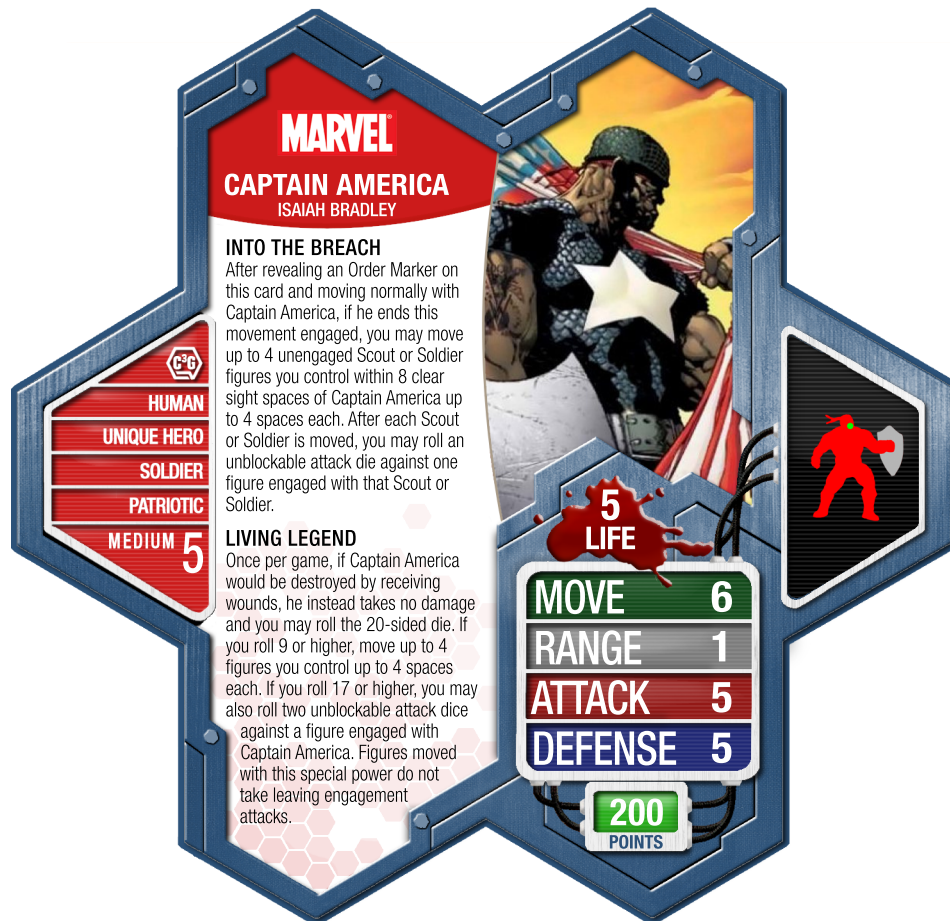 MARVEL
CAPTAIN AMERICA
ISAIAH BRADLEY
INTO THE BREACH
After revealing an Order Marker on
this card and moving normally with
Captain America, if he ends this
movement engaged, you may move
up to 4 unengaged Scout or Soldier
figures you control within 8 clear
sight spaces of Captain America up
to 4 spaces each. After each Scout
or Soldier is moved, you may roll an
unblockable attack die against one
figure engaged with that Scout or
Soldier.
LIVING LEGEND
Once per game, if Captain America
would be destroyed by receiving
wounds, he instead takes no damage
and you may roll the 20-sided die. If
you roll 9 or higher, move up to 4
figures you control up to 4 spaces
each. If you roll 17 or higher, you may
also roll two unblockable attack dice
against a figure engaged with
Captain America. Figures moved
with this special power do not
take leaving engagement
attacks.
C³G
HUMAN
UNIQUE HERO
SOLDIER
PATRIOTIC
MEDIUM 5
5
LIFE
MOVE 6
RANGE 1
ATTACK 5
DEFENSE 5
200
POINTS